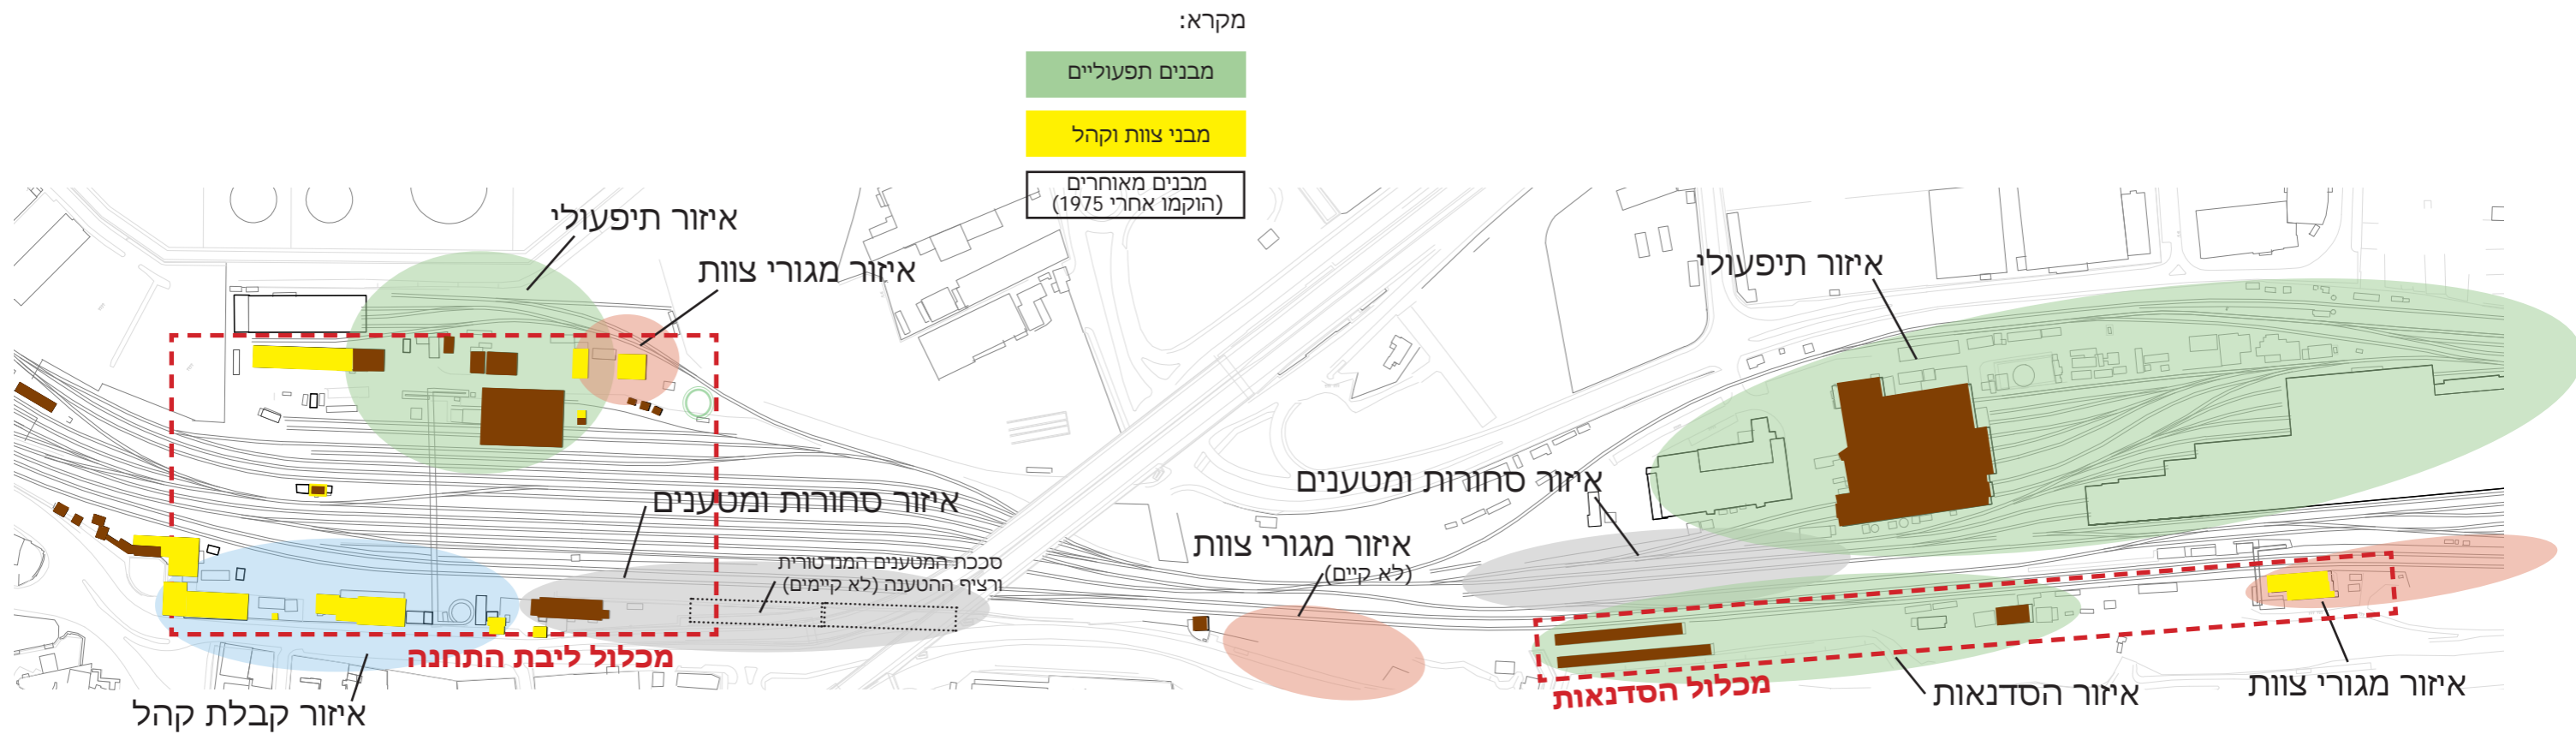 מקרא:
מבנים תפעוליים
מבני צוות וקהל
מבנים מאוחרים
(הוקמו אחרי 1975)
איזור תיפעולי
איזור מגורי צוות
איזור תיפעולי
איזור סחורות ומטענים
איזור סחורות ומטענים
איזור מגורי צוות
(לא קיים)
סככת המטענים המנדטורית
ורציף ההטענה (לא קיימים)
מכלול ליבת התחנה
מכלול הסדנאות
איזור מגורי צוות
איזור הסדנאות
איזור קבלת קהל